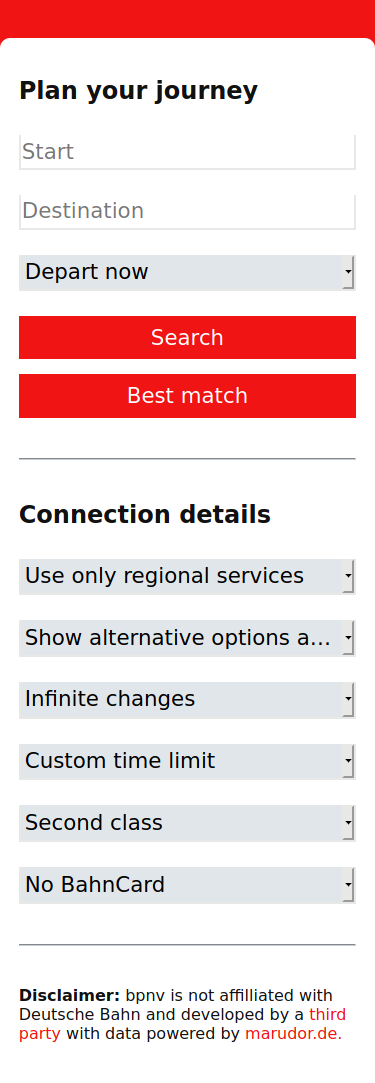 Plan your journey
Start
Destination
Depart now
Search
Best match
Connection details
Use only regional services
Show alternative options a...
Infinite changes
Custom time limit
Second class
No BahnCard
Disclaimer: bpnv is not affilliated with
Deutsche Bahn and developed by a third
party with data powered by marudor.de.